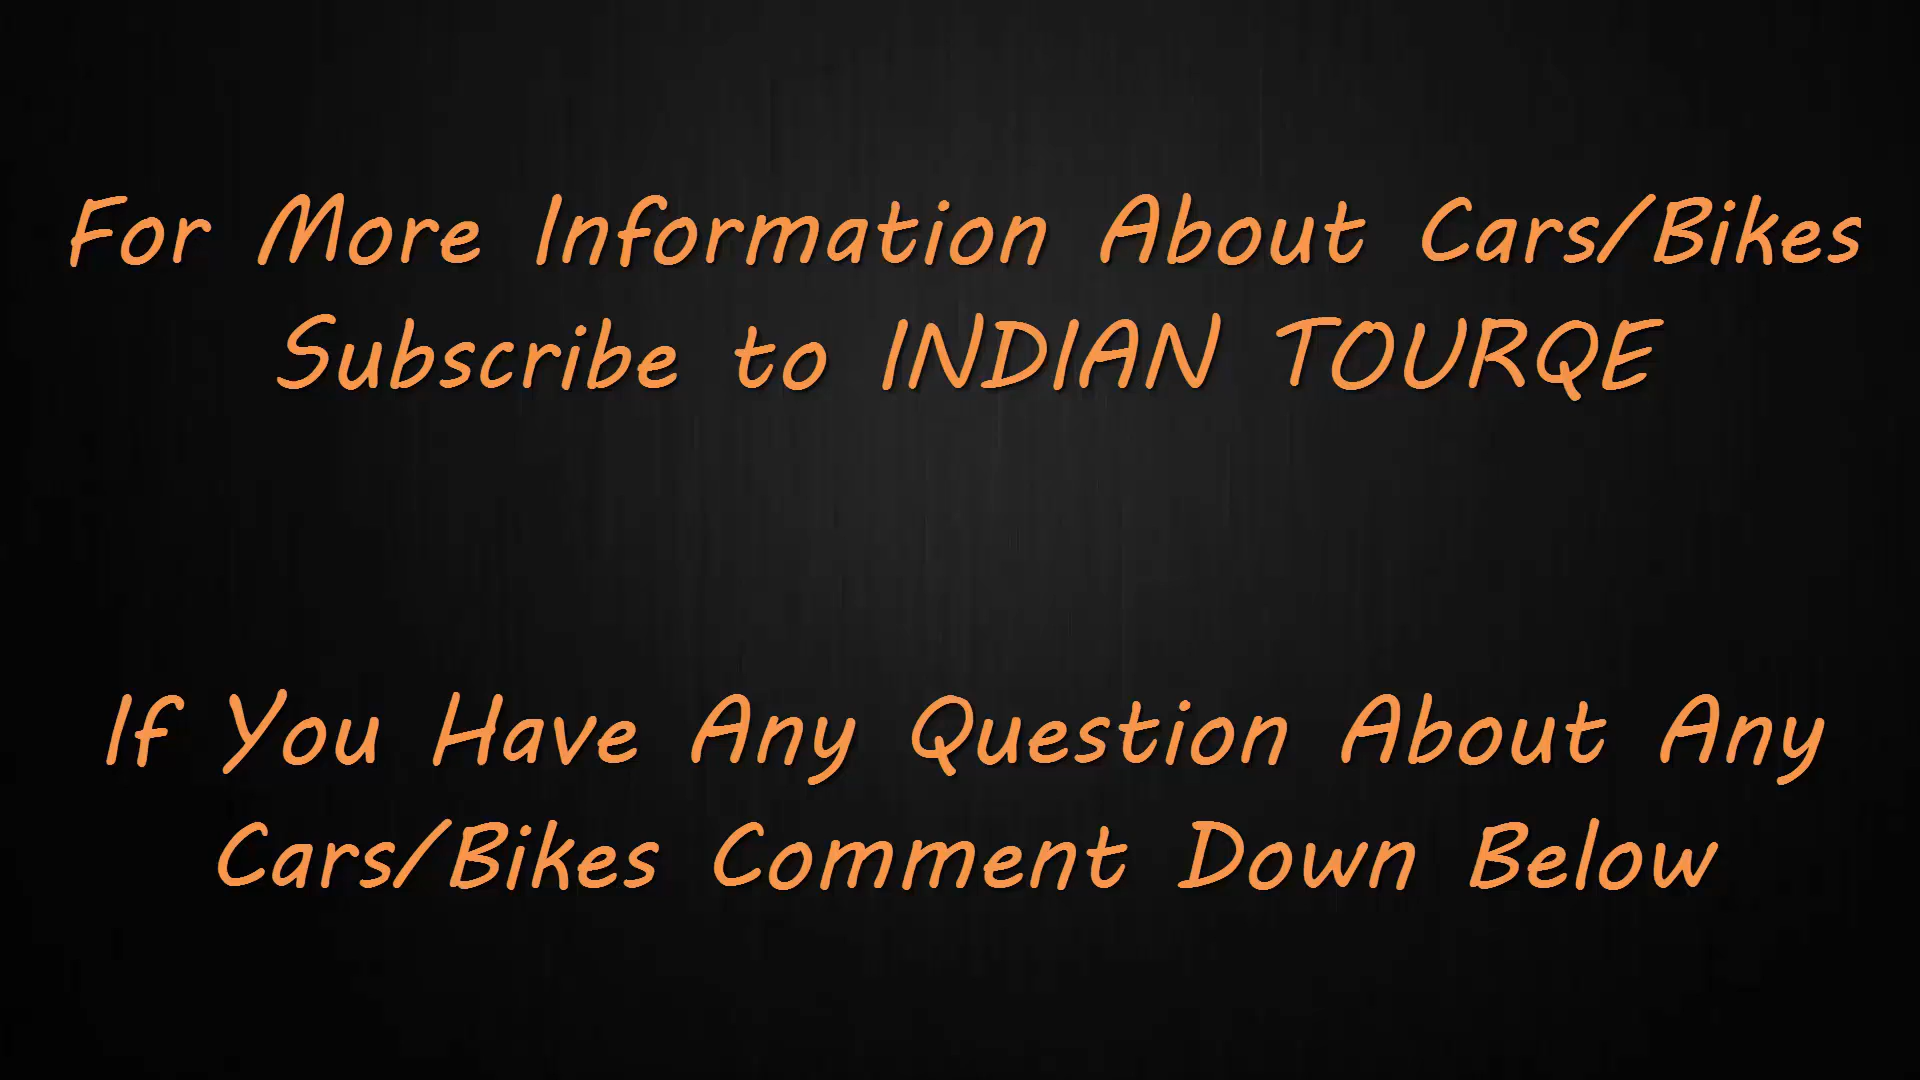 For More Information About Cars/Bikes
Subscribe to INDIAN TOURQE
If You Have Any Question About Any
Cars/Bikes Comment Down Below